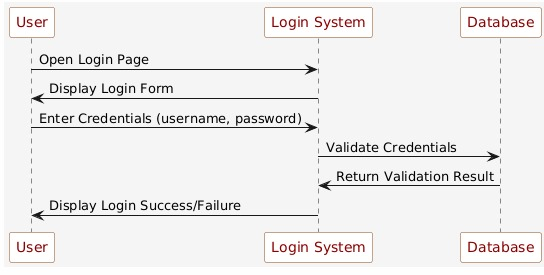 User Login System Database
Open Login Page
Display Login Form
Enter Credentials (username, password)
Validate Credentials
Return Validation Result
Display Login Success/Failure
User Login System Database